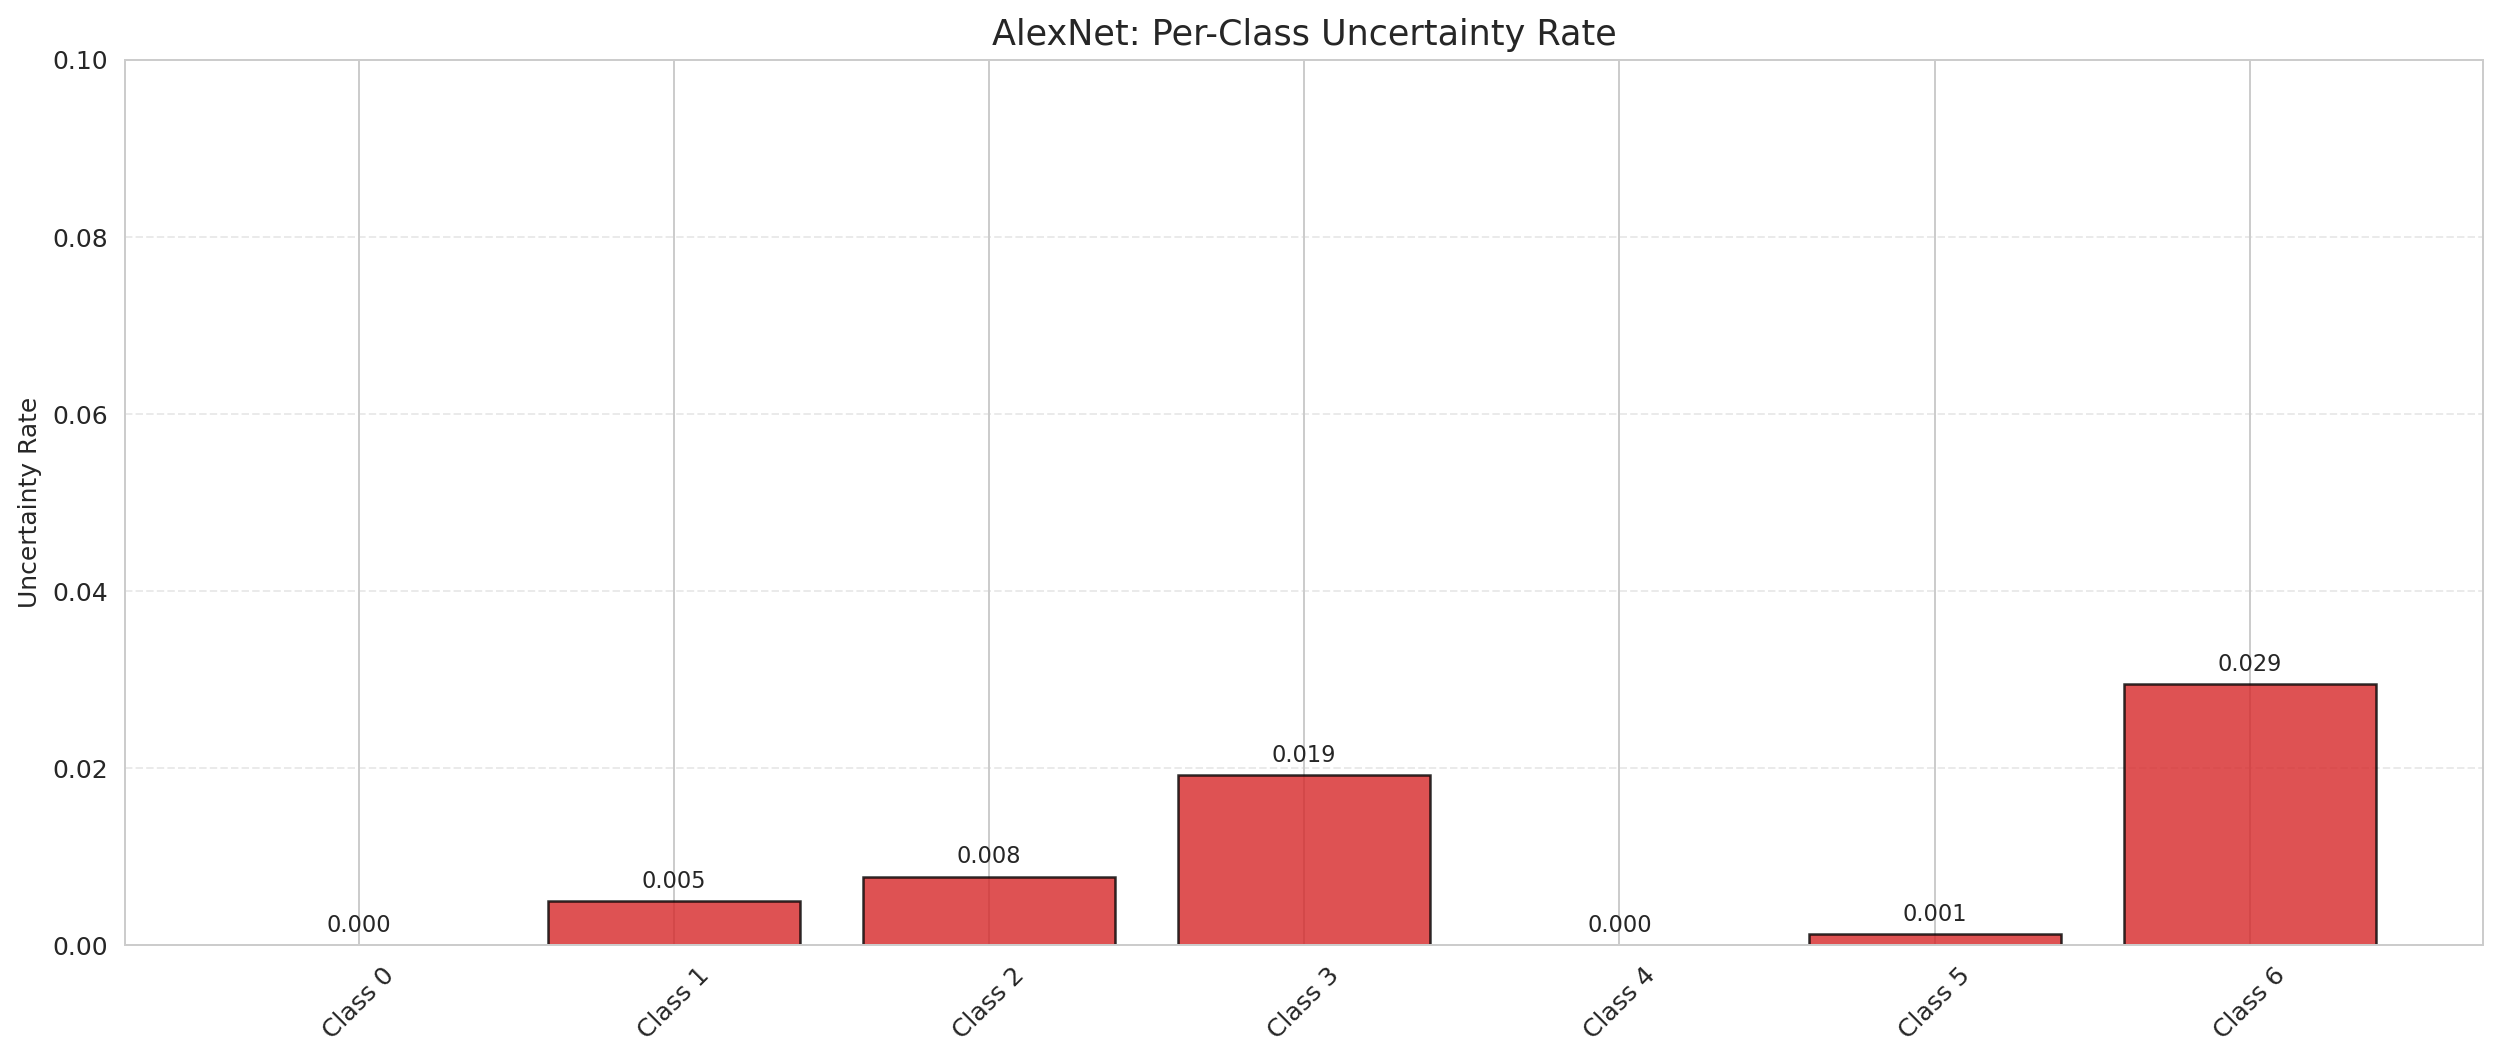 AlexNet: Per-Class Uncertainty Rate
Uncertainty Rate
0.10
0.08
0.06
0.04
0.02
0.00
0.000
0.005
0.008
0.019
0.000
0.001
0.029
Class 0
Class 1
Class 2
Class 3
Class 4
Class 5
Class 6